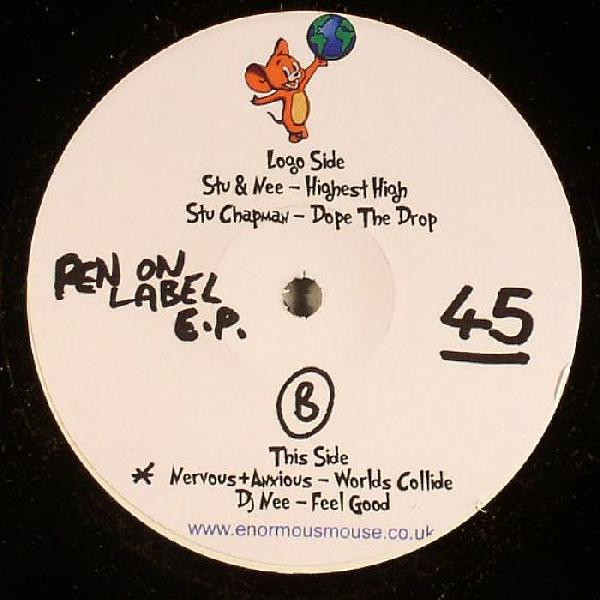 Logo Side
Stu & Nee – Highest High
Stu Chapman – Dope The Drop
PEN ON
LABEL
E.P.
45
B
This Side
* Nervous+Anxious – Worlds Collide
Dj Nee – Feel Good
www.enormousmouse.co.uk